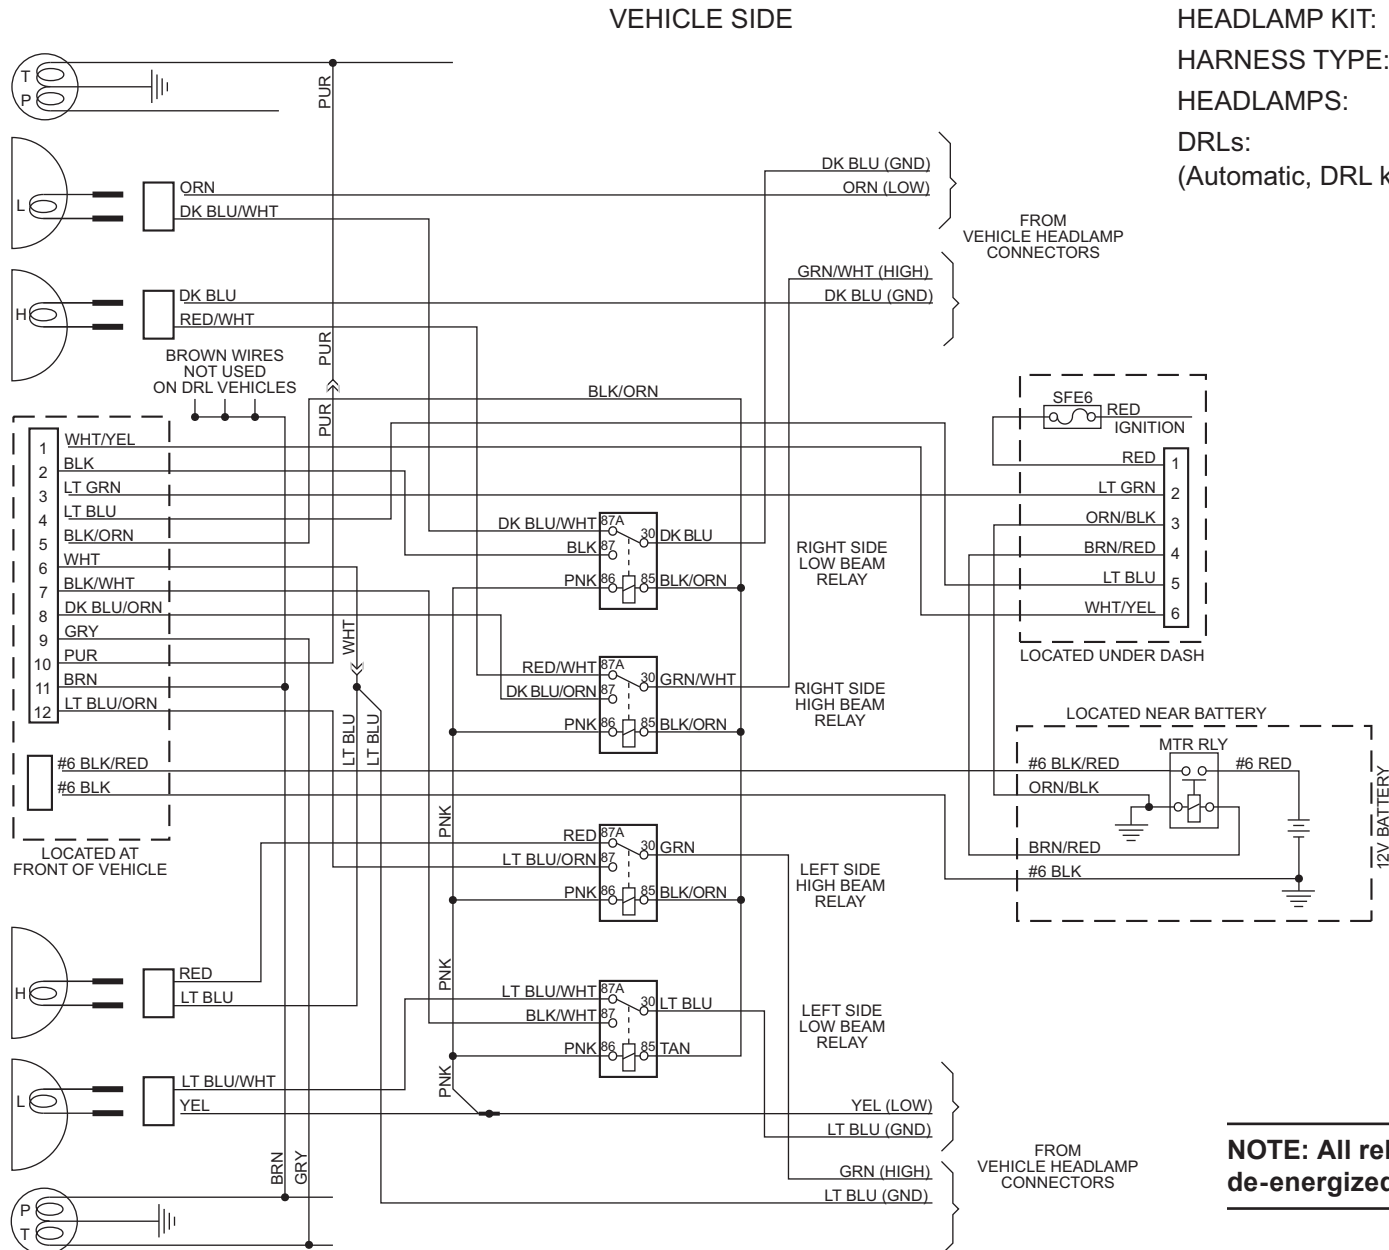 VEHICLE SIDE
HEADLAMP KIT:
HARNESS TYPE:
HEADLAMPS:
DRLs:
(Automatic, DRL k
T
P
PUR
L
ORN
DK BLU/WHT
DK BLU (GND)
ORN (LOW)
FROM
VEHICLE HEADLAMP
CONNECTORS
GRN/WHT (HIGH)
DK BLU (GND)
H
DK BLU
RED/WHT
PUR
BROWN WIRES
NOT USED
ON DRL VEHICLES
PUR
BLK/ORN
1 WHT/YEL
2 BLK
3 LT GRN
4 LT BLU
5 BLK/ORN
6 WHT
7 BLK/WHT
8 DK BLU/ORN
9 GRY
10 PUR
11 BRN
12 LT BLU/ORN
#6 BLK/RED
#6 BLK
LOCATED AT
FRONT OF VEHICLE
WHT
LT BLU
LT BLU
SFE6
RED
IGNITION
RED 1
LT GRN 2
ORN/BLK 3
BRN/RED 4
LT BLU 5
WHT/YEL 6
LOCATED UNDER DASH
DK BLU/WHT 87A
30 DK BLU
BLK 87
PNK 86 85 BLK/ORN
RIGHT SIDE
LOW BEAM
RELAY
RED/WHT 87A
30 GRN/WHT
DK BLU/ORN 87
PNK 86 85 BLK/ORN
RIGHT SIDE
HIGH BEAM
RELAY
LOCATED NEAR BATTERY
MTR RLY
#6 BLK/RED
#6 RED
ORN/BLK
BRN/RED
#6 BLK
12V BATTERY
PNK
RED 87A
30 GRN
LT BLU/ORN 87
PNK 86 85 BLK/ORN
LEFT SIDE
HIGH BEAM
RELAY
H
RED
LT BLU
PNK
LT BLU/WHT 87A
30 LT BLU
BLK/WHT 87
PNK 86 85 TAN
LEFT SIDE
LOW BEAM
RELAY
PNK
L
LT BLU/WHT
YEL
YEL (LOW)
LT BLU (GND)
GRN (HIGH)
LT BLU (GND)
FROM
VEHICLE HEADLAMP
CONNECTORS
BRN
GRY
P
T
NOTE: All rel
de-energized